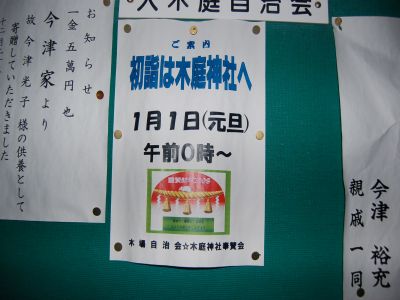 大木庭自治会
ご案内
初詣は木庭神社へ
1月1日(元旦)
午前0時~
木場自治会☆木庭神社奉賛会
お知らせ
一金五萬円也
今津家より
故今津光子様の供養として
寄贈していただきました
今津裕充
親戚一同